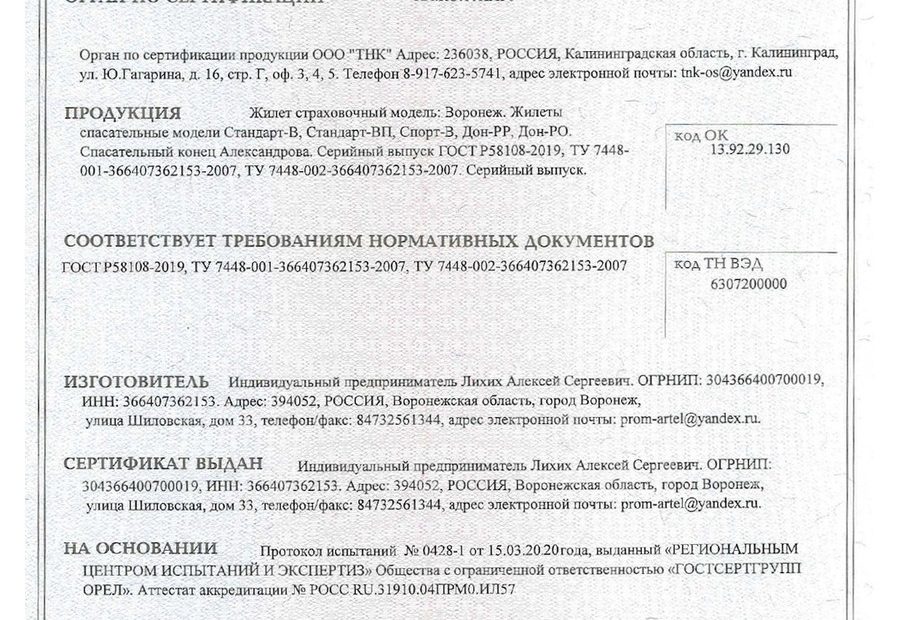 ОРГАН ПО СЕРТИФИКАЦИИ
Орган по сертификации продукции ООО "ТНК" Адрес: 236038, РОССИЯ, Калининградская область, г. Калининград,
ул. Ю.Гагарина, д. 16, стр. Г, оф. 3, 4, 5. Телефон 8-917-623-5741, адрес электронной почты: tnk-os@yandex.ru
ПРОДУКЦИЯ Жилет страховочный модель: Воронеж. Жилеты
спасательные модели Стандарт-В, Стандарт-ВП, Спорт-В, Дон-РР, Дон-РО.
Спасательный конец Александрова. Серийный выпуск ГОСТ Р58108-2019, ТУ 7448-
001-366407362153-2007, ТУ 7448-002-366407362153-2007. Серийный выпуск.
код ОК
13.92.29.130
СООТВЕТСТВУЕТ ТРЕБОВАНИЯМ НОРМАТИВНЫХ ДОКУМЕНТОВ
ГОСТ Р58108-2019, ТУ 7448-001-366407362153-2007, ТУ 7448-002-366407362153-2007
код ТН ВЭД
6307200000
ИЗГОТОВИТЕЛЬ Индивидуальный предприниматель Лихих Алексей Сергеевич. ОГРНИП: 304366400700019,
ИНН: 366407362153. Адрес: 394052, РОССИЯ, Воронежская область, город Воронеж,
улица Шиловская, дом 33, телефон/факс: 84732561344, адрес электронной почты: prom-artel@yandex.ru.
СЕРТИФИКАТ ВЫДАН Индивидуальный предприниматель Лихих Алексей Сергеевич. ОГРНИП:
304366400700019, ИНН: 366407362153. Адрес: 394052, РОССИЯ, Воронежская область, город Воронеж,
улица Шиловская, дом 33, телефон/факс: 84732561344, адрес электронной почты: prom-artel@yandex.ru.
НА ОСНОВАНИИ Протокол испытаний № 0428-1 от 15.03.2020года, выданный «РЕГИОНАЛЬНЫМ
ЦЕНТРОМ ИСПЫТАНИЙ И ЭКСПЕРТИЗ» Общества с ограниченной ответственностью «ГОСТСЕРТГРУПП
ОРЕЛ». Аттестат аккредитации № РОСС RU.31910.04ПРМ0.ИЛ57